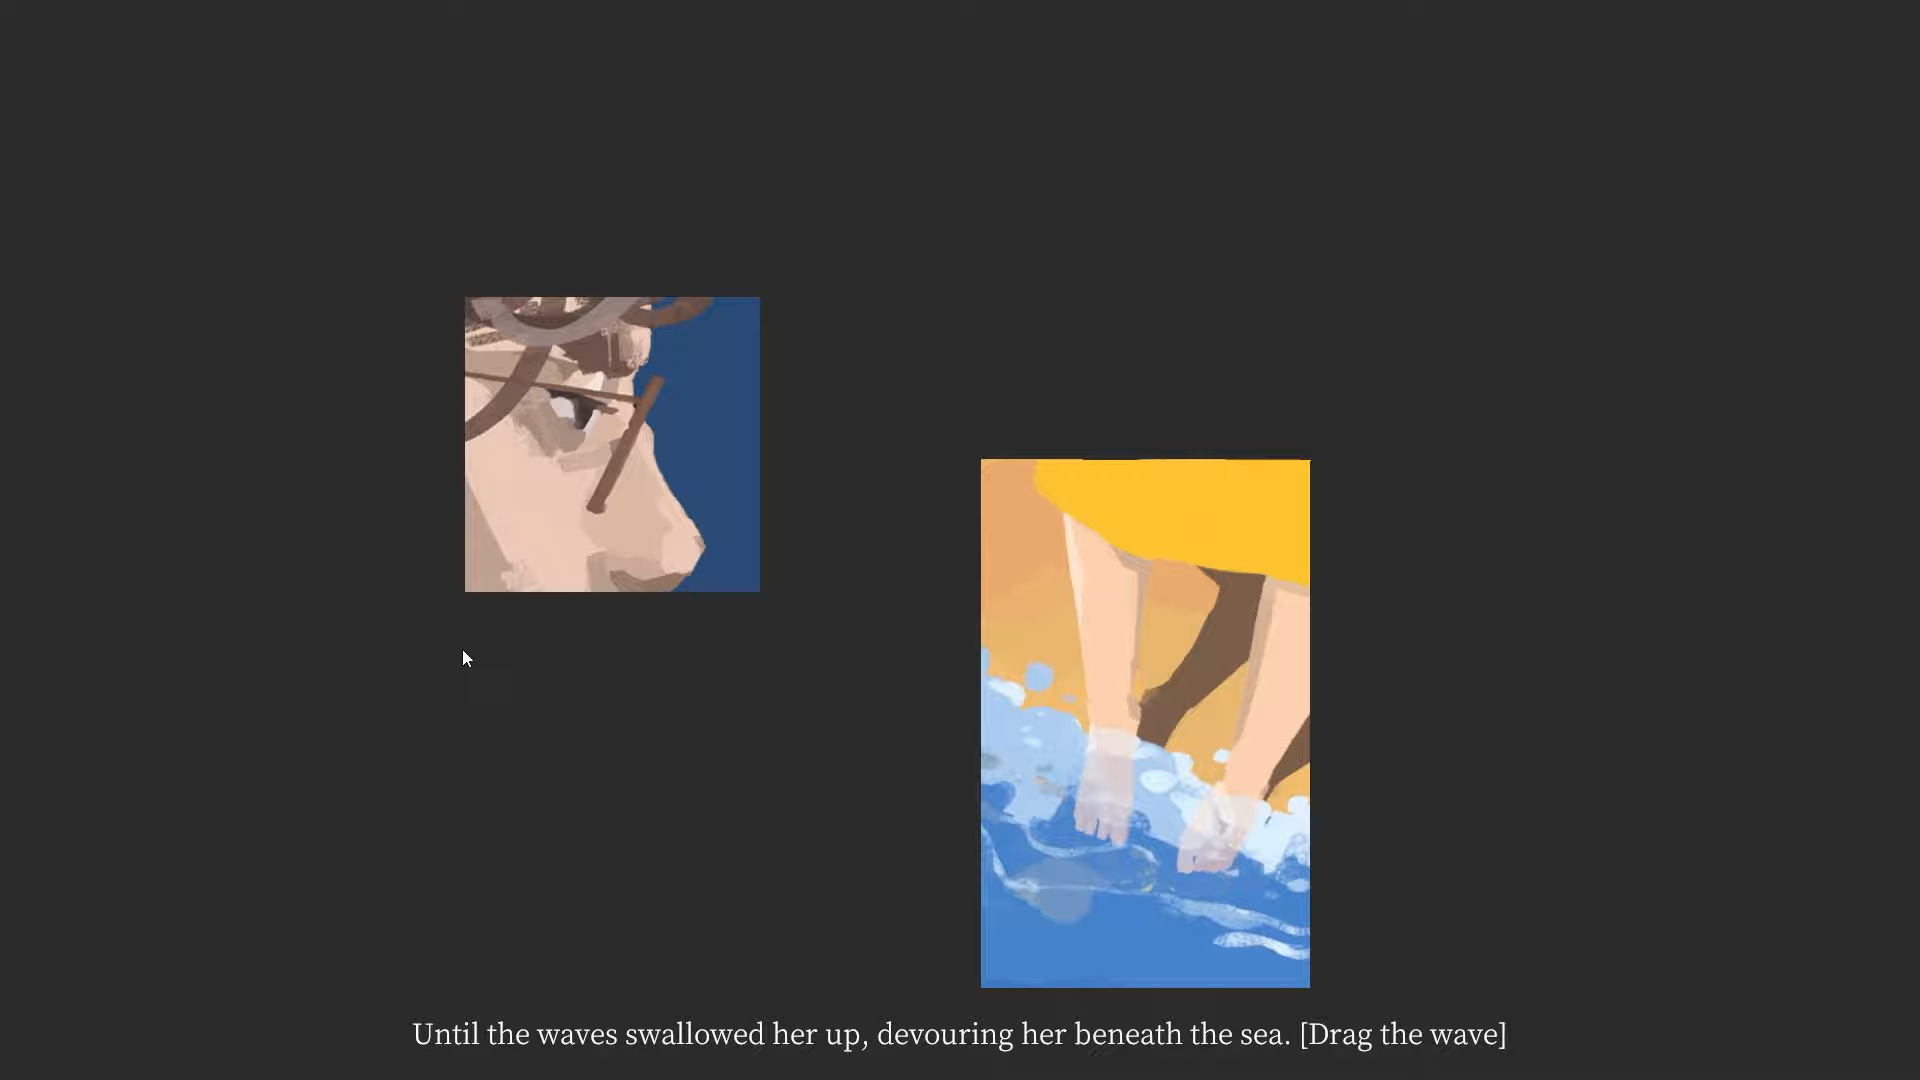 Until the waves swallowed her up, devouring her beneath the sea. [Drag the wave]